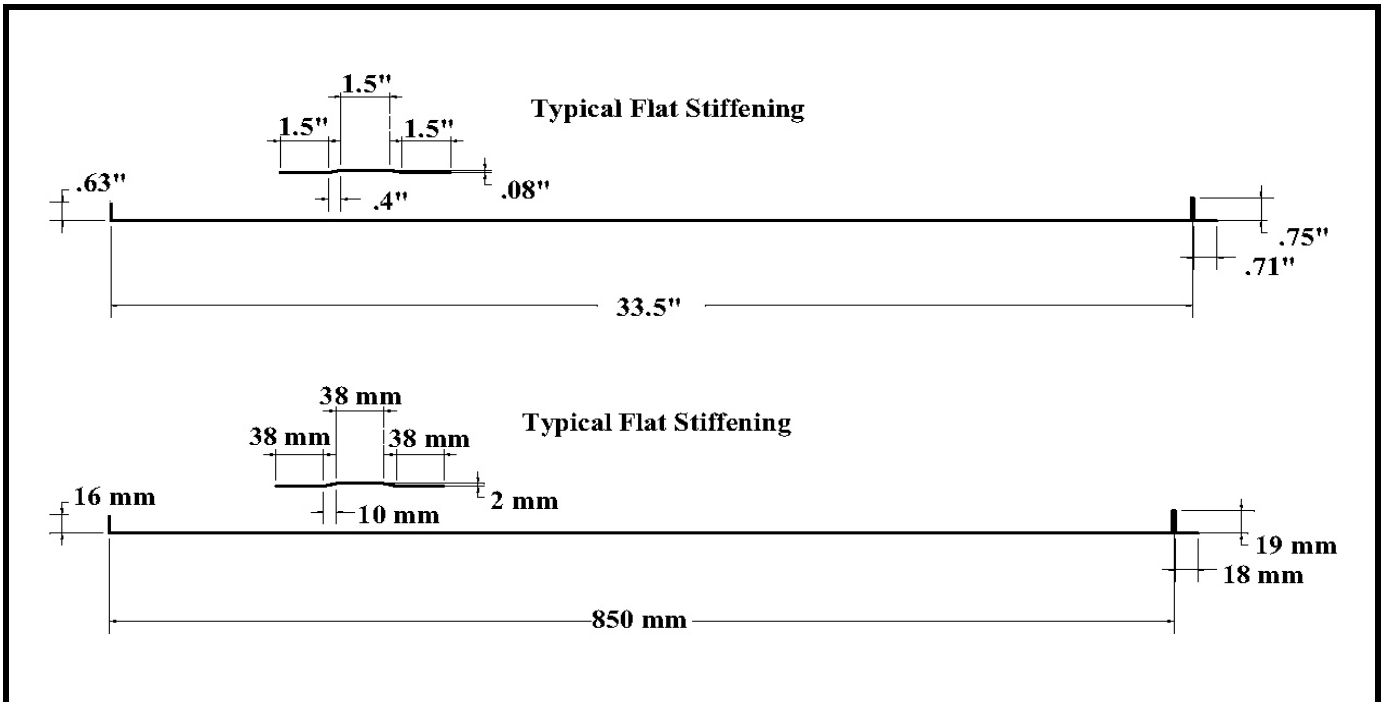 1.5"
Typical Flat Stiffening
1.5" 1.5"
.63"
.08"
.4"
.75"
.71"
33.5"
38 mm
Typical Flat Stiffening
38 mm 38 mm
16 mm
2 mm
10 mm
19 mm
18 mm
850 mm